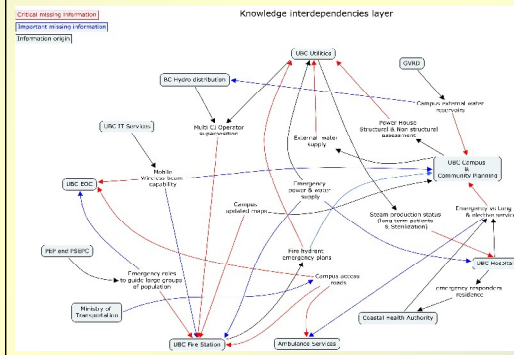 Critical missing information
Knowledge interdependencies layer
Important missing information
Information origin
UBC Utilities
GVRD
BC Hydro distribution
Campus external water
reservoirs
UBC IT Services
Multi CI Operator
Power House
Structural & Non structural
assessment
External water
supply
UBC Campus
&
Community Planning
Mobile
Wireless beam
capability
UBC EOC
Emergency
power & water
supply
Campus
updated maps
Emergency vs Long
& elective service
Steam production status
(long term patients
& Sterilization)
PEP and PSEPC
Fire hydrant
emergency plans
UBC Hospital
Emergency roles
to guide large groups
of population
Campus access
roads
emergency responders
residence
Ministry of
Transportation
Coastal Health Authority
UBC Fire Station
Ambulance Services